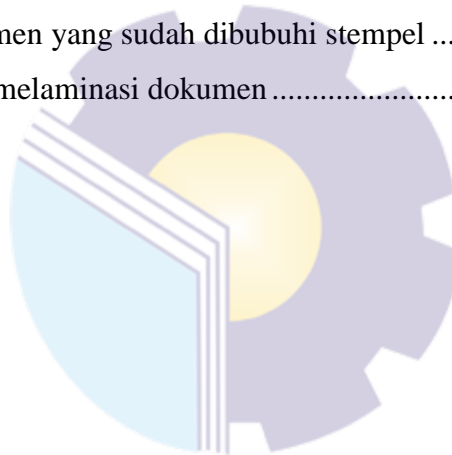 men yang sudah dibubuhi stempel ...
melaminasi dokumen .......................